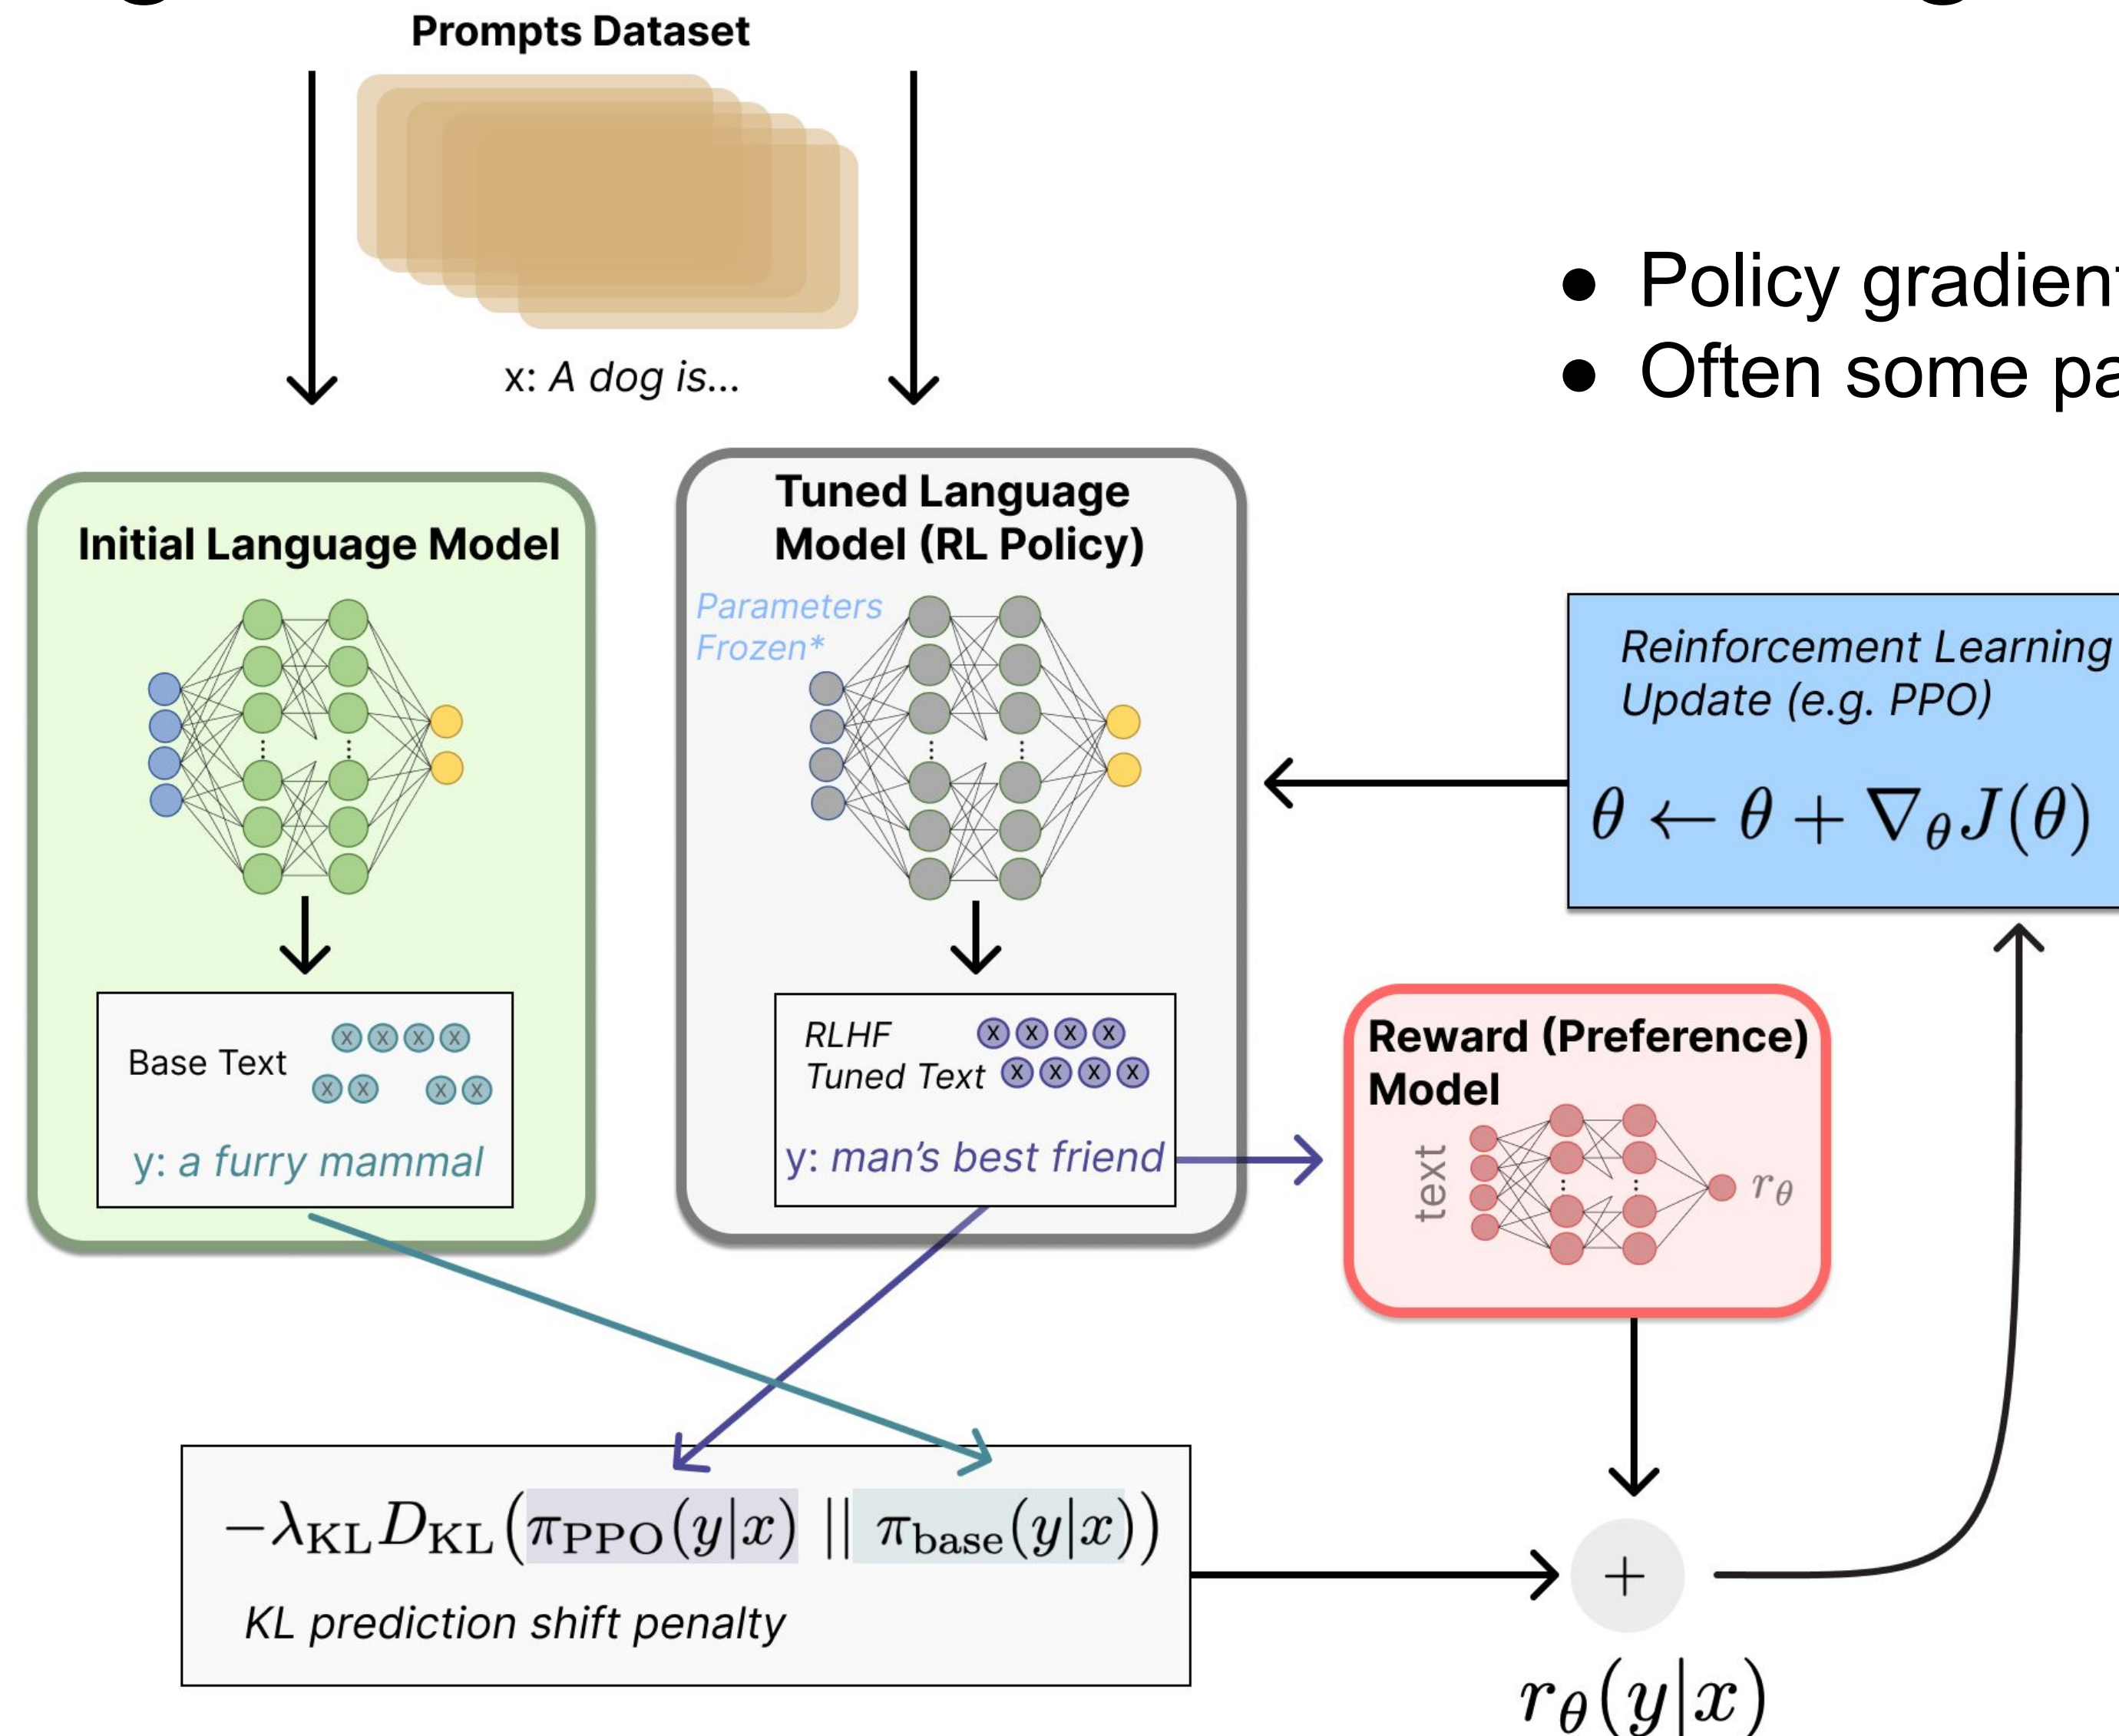 Prompts Dataset
x: A dog is...
● Policy gradient
● Often some pa
Initial Language Model
Tuned Language
Model (RL Policy)
Parameters
Frozen*
Reinforcement Learning
Update (e.g. PPO)
θ ← θ + ∇θJ(θ)
Base Text
x x x x
x x x x
y: a furry mammal
RLHF
Tuned Text
x x x x
x x x x
y: man's best friend
Reward (Preference)
Model
text
rθ
−λKL DKL(πPPO(y|x) || πbase(y|x))
KL prediction shift penalty
+
rθ(y|x)